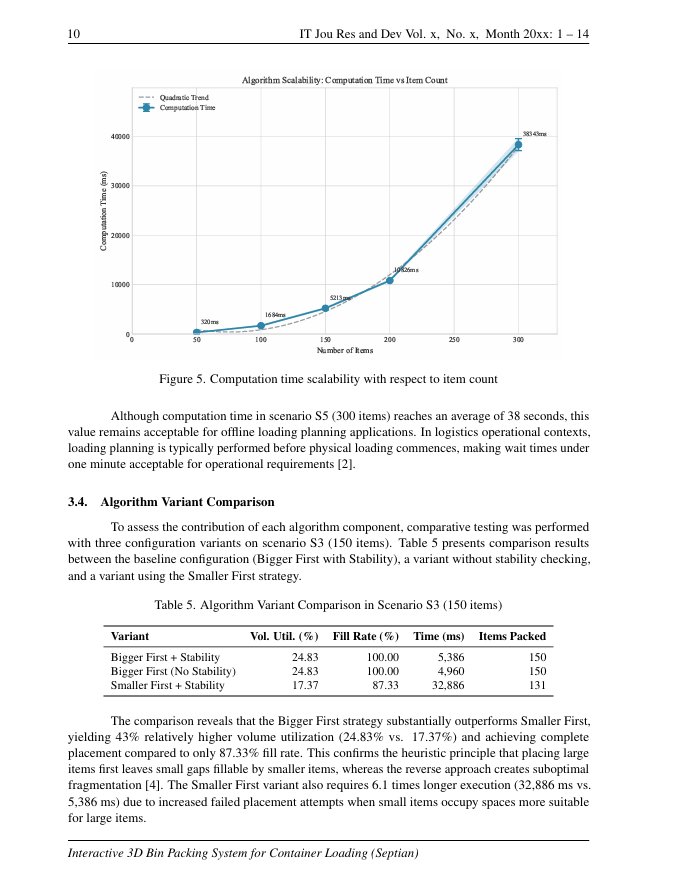 10 IT Jou Res and Dev Vol. x, No. x, Month 20xx: 1 – 14
Algorithm Scalability: Computation Time vs Item Count
Quadratic Trend
Computation Time
Computation Time (ms)
40000
30000
20000
10000
0
320ms
1684ms
5213ms
10826ms
38343ms
0 50 100 150 200 250 300
Number of Items
Figure 5. Computation time scalability with respect to item count
Although computation time in scenario S5 (300 items) reaches an average of 38 seconds, this
value remains acceptable for offline loading planning applications. In logistics operational contexts,
loading planning is typically performed before physical loading commences, making wait times under
one minute acceptable for operational requirements [2].
3.4. Algorithm Variant Comparison
To assess the contribution of each algorithm component, comparative testing was performed
with three configuration variants on scenario S3 (150 items). Table 5 presents comparison results
between the baseline configuration (Bigger First with Stability), a variant without stability checking,
and a variant using the Smaller First strategy.
Table 5. Algorithm Variant Comparison in Scenario S3 (150 items)
Variant Vol. Util. (%) Fill Rate (%) Time (ms) Items Packed
Bigger First + Stability 24.83 100.00 5,386 150
Bigger First (No Stability) 24.83 100.00 4,960 150
Smaller First + Stability 17.37 87.33 32,886 131
The comparison reveals that the Bigger First strategy substantially outperforms Smaller First,
yielding 43% relatively higher volume utilization (24.83% vs. 17.37%) and achieving complete
placement compared to only 87.33% fill rate. This confirms the heuristic principle that placing large
items first leaves small gaps fillable by smaller items, whereas the reverse approach creates suboptimal
fragmentation [4]. The Smaller First variant also requires 6.1 times longer execution (32,886 ms vs.
5,386 ms) due to increased failed placement attempts when small items occupy spaces more suitable
for large items.
Interactive 3D Bin Packing System for Container Loading (Septian)